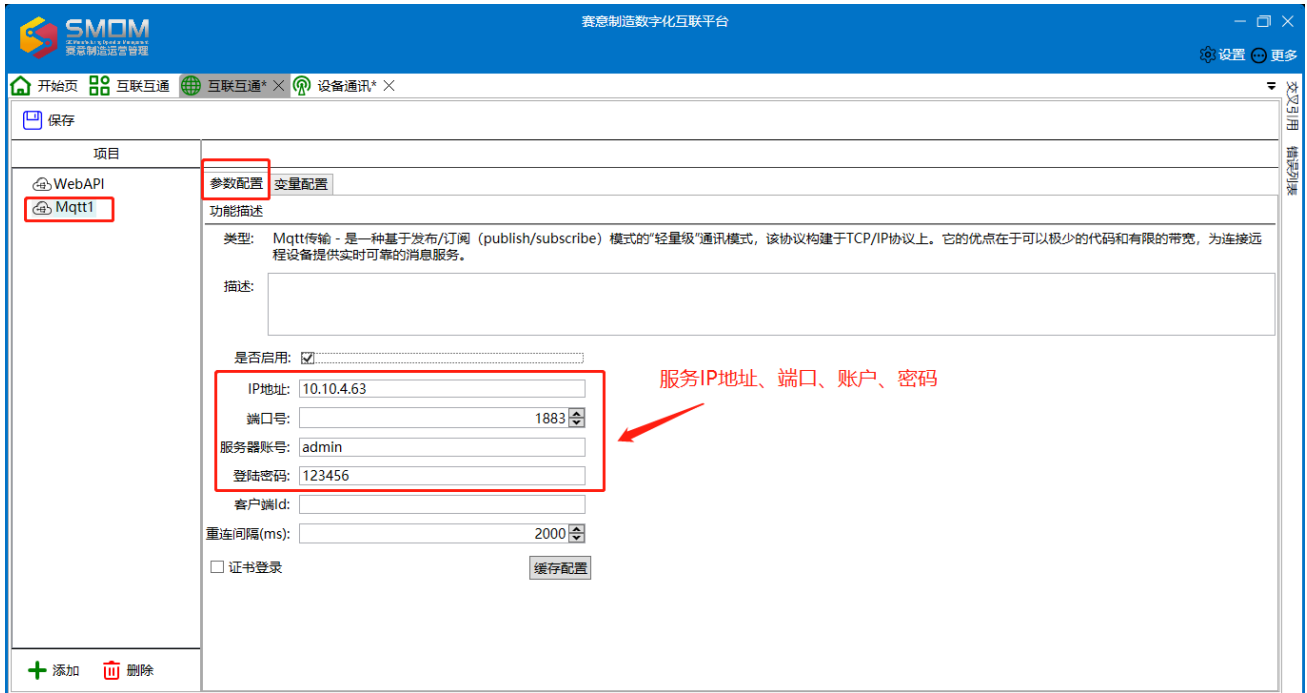 赛意制造数字化互联平台
SMOM
赛意制造运营管理
设置 更多
开始页 互联互通 互联互通* 设备通讯*
交叉引用 错误列表
保存
项目
WebAPI
Mqtt1
参数配置 变量配置
功能描述
类型: Mqtt传输 - 是一种基于发布/订阅（publish/subscribe）模式的"轻量级"通讯模式，该协议构建于TCP/IP协议上。它的优点在于可以极少的代码和有限的带宽，为连接远
程设备提供实时可靠的消息服务。
描述:
是否启用:
IP地址: 10.10.4.63
端口号: 1883
服务器账号: admin
登陆密码: 123456
客户端Id:
重连间隔(ms): 2000
证书登录 缓存配置
服务IP地址、端口、账户、密码
添加 删除